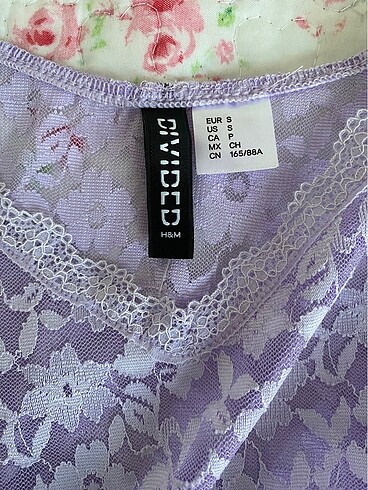 DIVIDED
H&M
EUR S
US S
CA P
MX CH
CN 165/88A